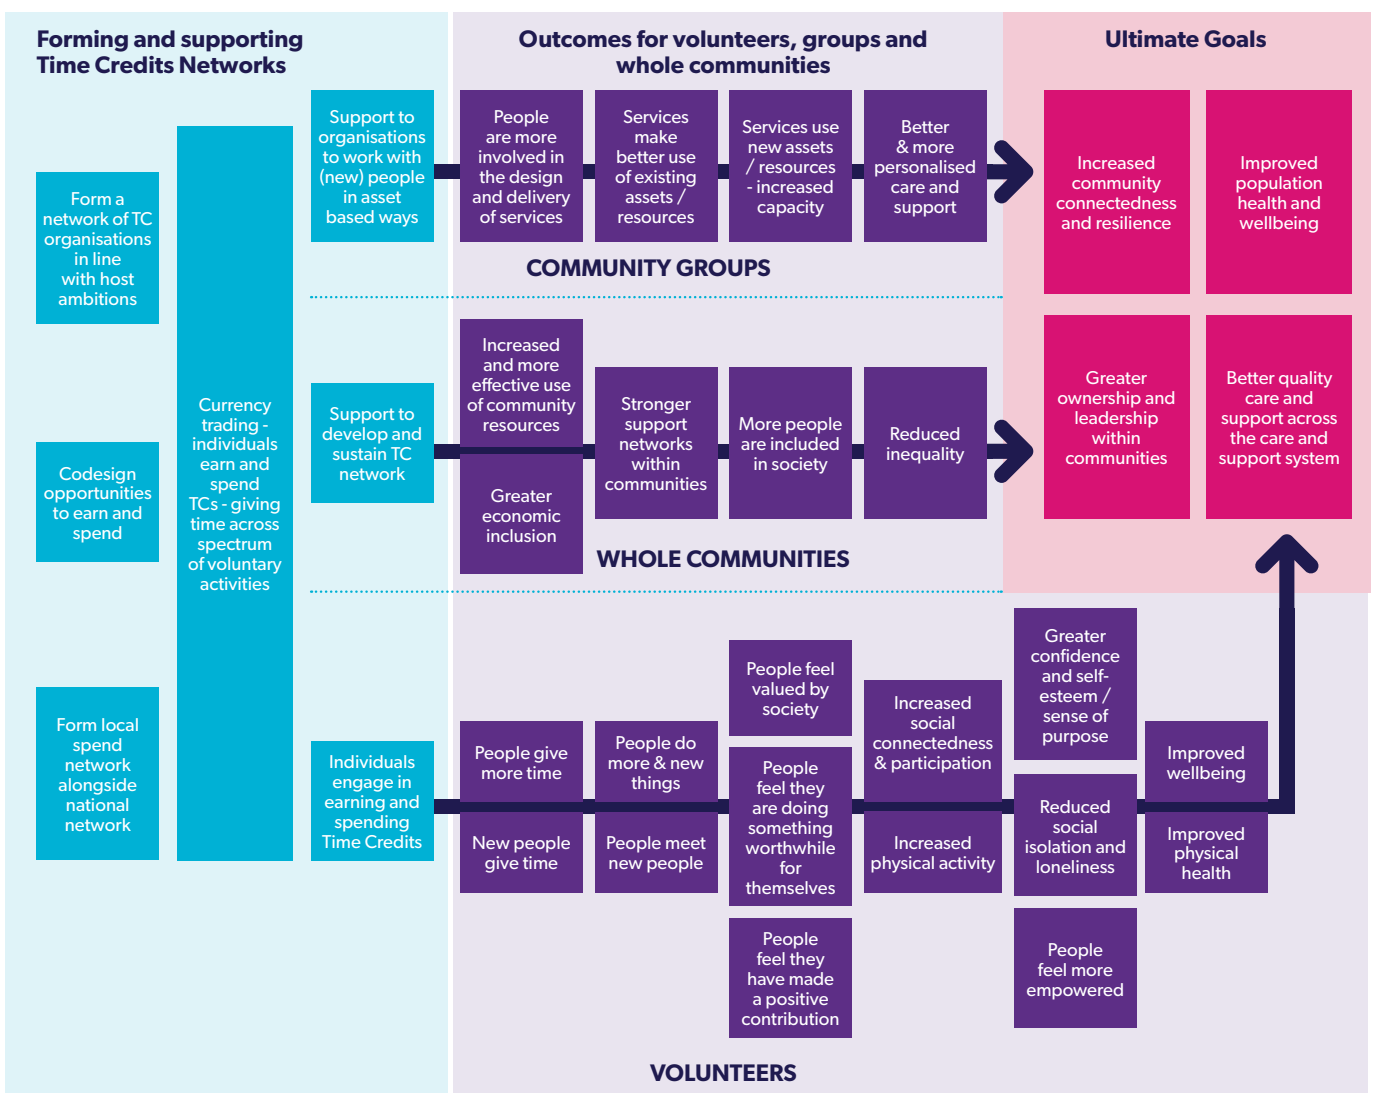 Forming and supporting
Time Credits Networks
Outcomes for volunteers, groups and
whole communities
Ultimate Goals
Form a
network of TC
organisations
in line
with host
ambitions
Codesign
opportunities
to earn and
spend
Form local
spend
network
alongside
national
network
Currency
trading -
individuals
earn and
spend
TCs - giving
time across
spectrum
of voluntary
activities
Support to
organisations
to work with
(new) people
in asset
based ways
People
are more
involved in
the design
and delivery
of services
Services
make
better use
of existing
assets /
resources
Services use
new assets
/ resources
- increased
capacity
Better
& more
personalised
care and
support
COMMUNITY GROUPS
Support to
develop and
sustain TC
network
Increased
and more
effective use
of community
resources
Greater
economic
inclusion
Stronger
support
networks
within
communities
More people
are included
in society
Reduced
inequality
WHOLE COMMUNITIES
Increased
community
connectedness
and resilience
Improved
population
health and
wellbeing
Greater
ownership and
leadership
within
communities
Better quality
care and
support across
the care and
support system
Individuals
engage in
earning and
spending
Time Credits
People give
more time
New people
give time
People do
more & new
things
People meet
new people
People feel
valued by
society
People
feel they
are doing
something
worthwhile
for
themselves
People
feel they
have made
a positive
contribution
Increased
social
connectedness
& participation
Increased
physical activity
Greater
confidence
and self-
esteem /
sense of
purpose
Reduced
social
isolation and
loneliness
People
feel more
empowered
Improved
wellbeing
Improved
physical
health
VOLUNTEERS